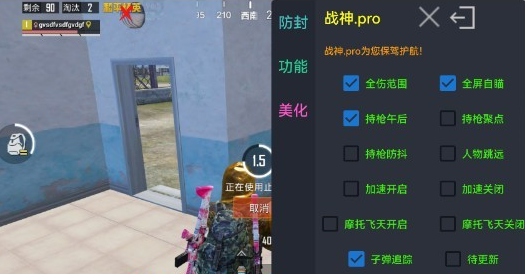 剩余 90 淘汰 2
15 210 西南
1 gvsdfvsdfgvdgf
1.5
正在使用止
取消
40
防封
功能
美化
战神.pro
战神.pro为您保驾护航！
全伤范围 全屏自瞄
持枪午后 持枪聚点
持枪防抖 人物跳远
加速开启 加速关闭
摩托飞天开启 摩托飞天关闭
子弹追踪 待更新